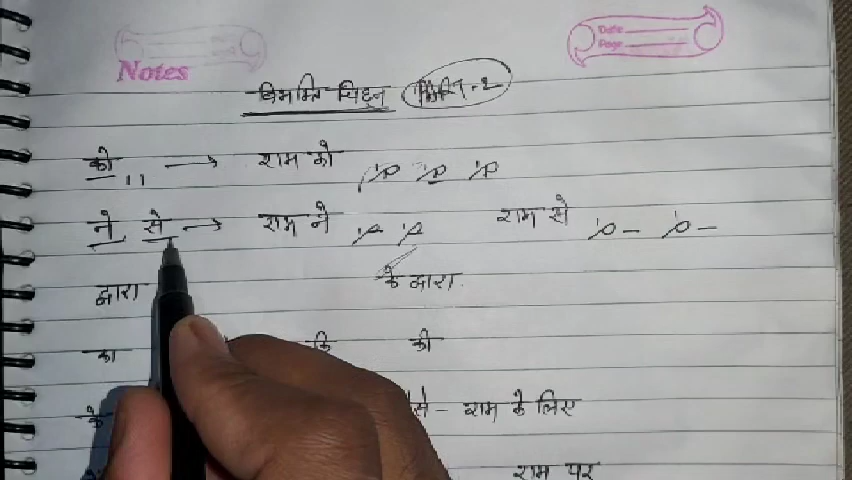 Notes
Date
Page
विभक्ति चिह्न
को → राम को
ने, से → राम ने राम से
द्वारा के द्वारा
का कि की
के से - राम के लिए
राम पर